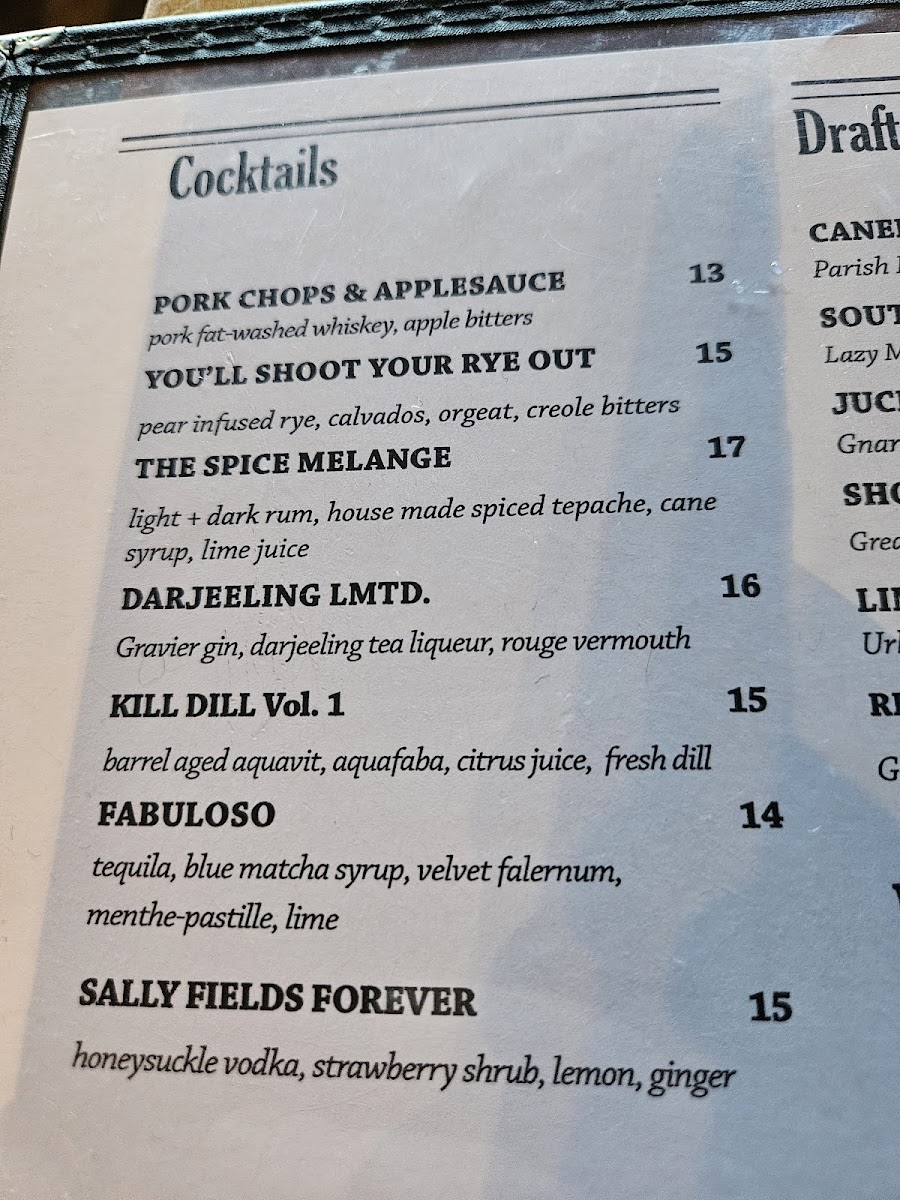 Cocktails
PORK CHOPS & APPLESAUCE 13
pork fat-washed whiskey, apple bitters
YOU'LL SHOOT YOUR RYE OUT 15
pear infused rye, calvados, orgeat, creole bitters
THE SPICE MELANGE 17
light + dark rum, house made spiced tepache, cane
syrup, lime juice
DARJEELING LMTD. 16
Gravier gin, darjeeling tea liqueur, rouge vermouth
KILL DILL Vol. 1 15
barrel aged aquavit, aquafaba, citrus juice, fresh dill
FABULOSO 14
tequila, blue matcha syrup, velvet falernum,
menthe-pastille, lime
SALLY FIELDS FOREVER 15
honeysuckle vodka, strawberry shrub, lemon, ginger
Draft
Parish
Lazy